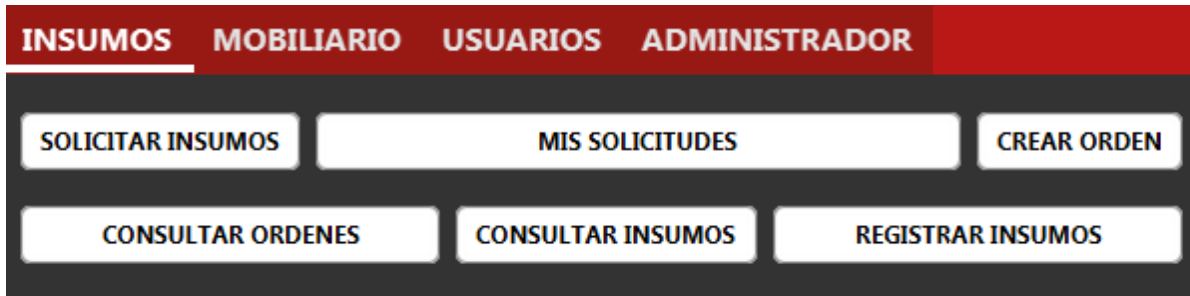 INSUMOS MOBILIARIO USUARIOS ADMINISTRADOR
SOLICITAR INSUMOS MIS SOLICITUDES CREAR ORDEN
CONSULTAR ORDENES CONSULTAR INSUMOS REGISTRAR INSUMOS